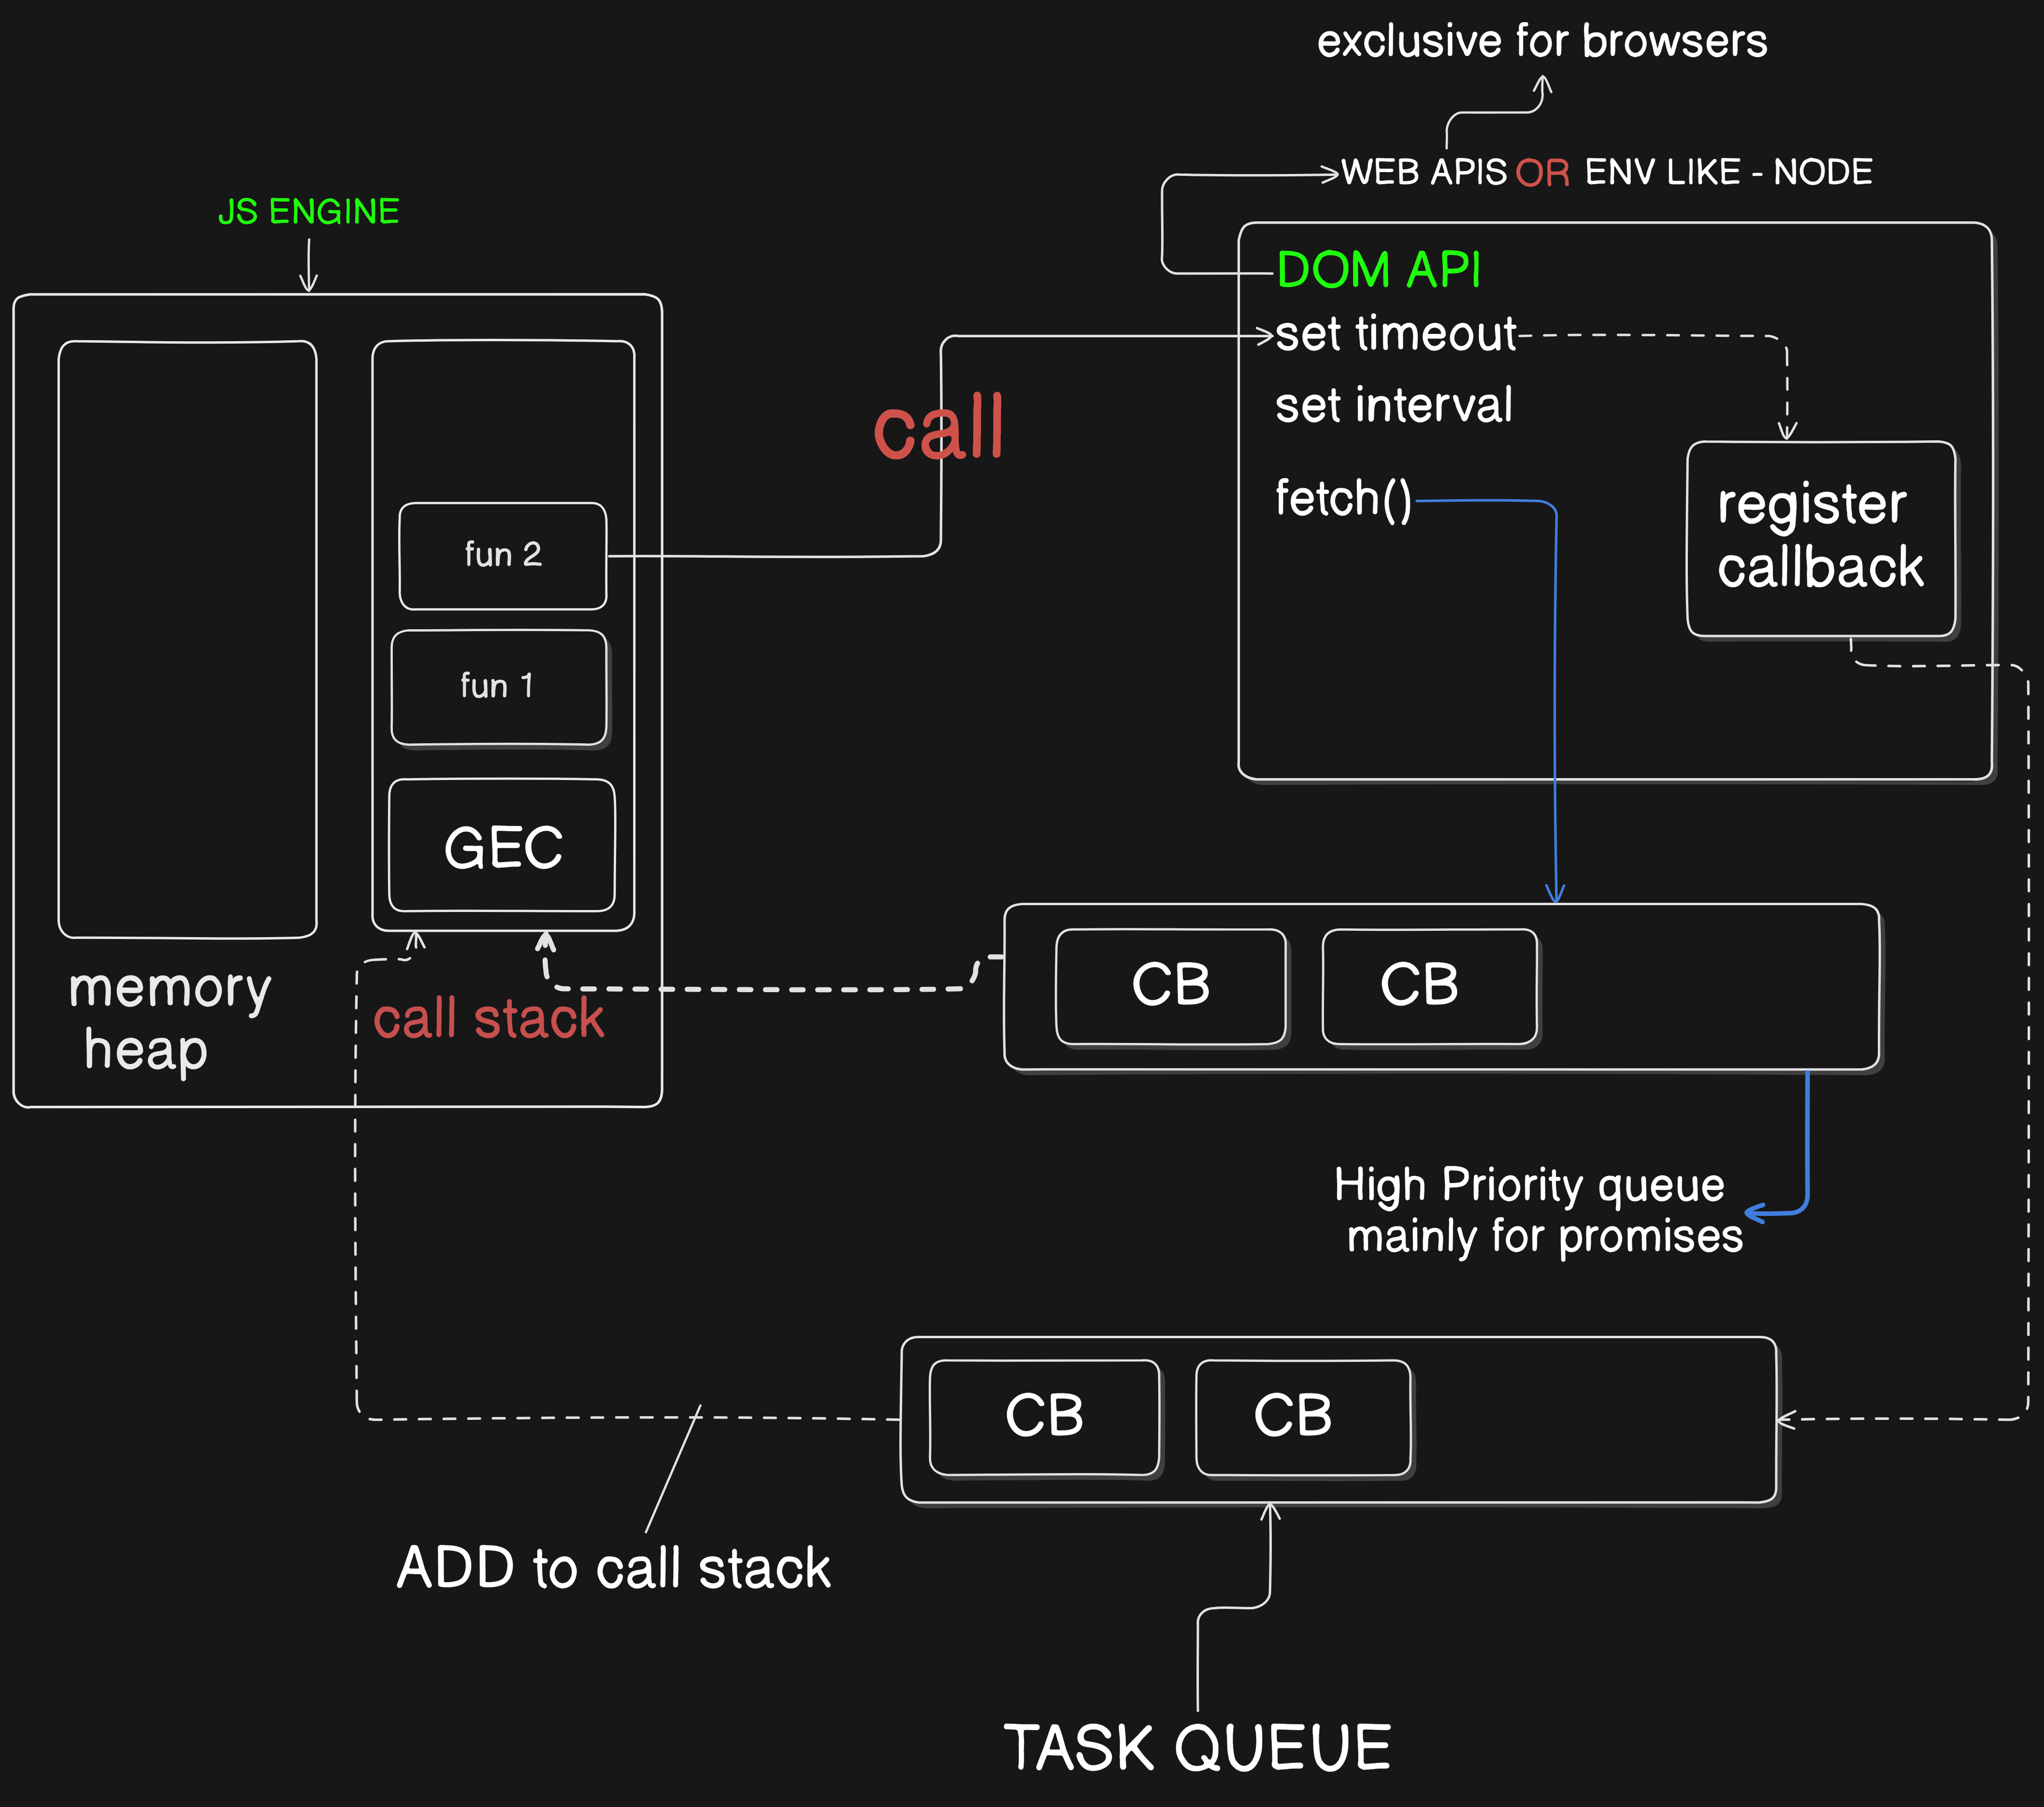 exclusive for browsers
WEB APIS OR ENV LIKE - NODE
JS ENGINE
DOM API
set timeout
set interval
fetch()
call
register
callback
fun 2
fun 1
GEC
memory
heap
call stack
CB
CB
High Priority queue
mainly for promises
CB
CB
ADD to call stack
TASK QUEUE